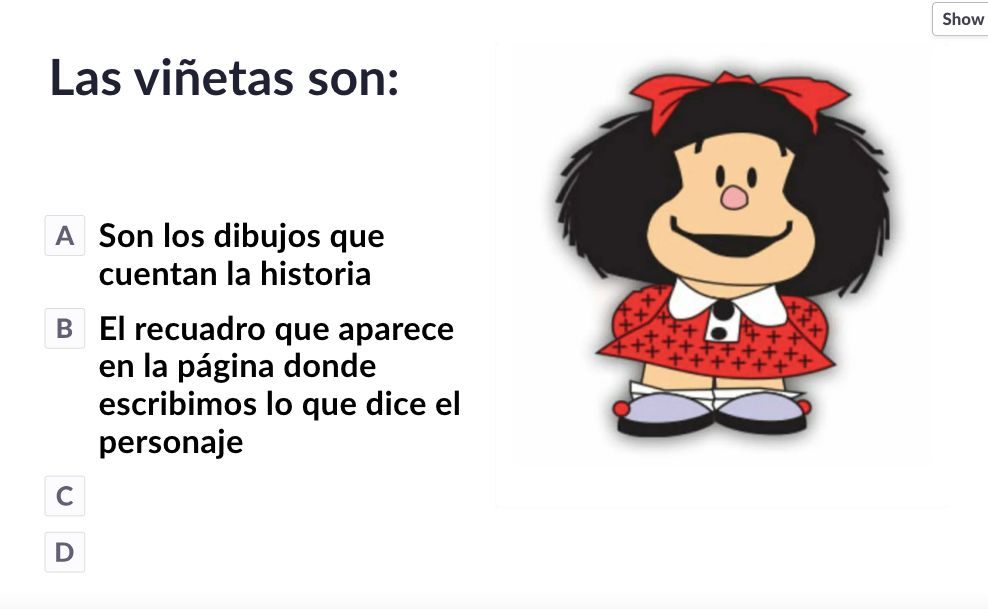 Show
Las viñetas son:
A Son los dibujos que
cuentan la historia
B El recuadro que aparece
en la página donde
escribimos lo que dice el
personaje
C
D